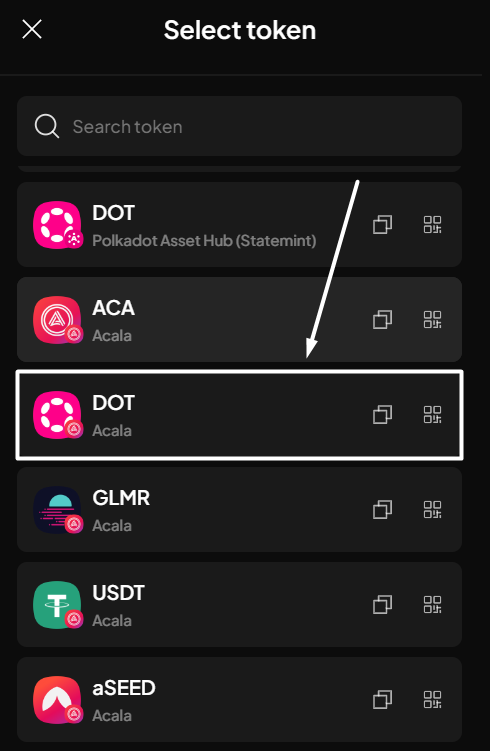 Select token
Search token
DOT
Polkadot Asset Hub (Statemint)
ACA
Acala
DOT
Acala
GLMR
Acala
USDT
Acala
aSEED
Acala